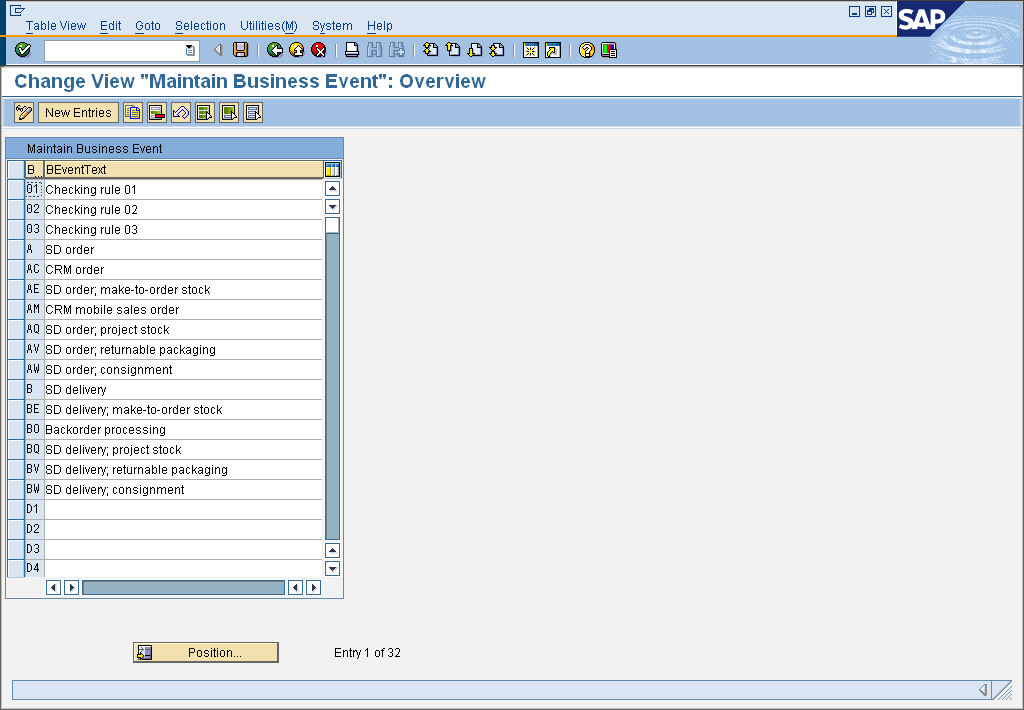 Table View Edit Goto Selection Utilities(M) System Help
SAP
Change View "Maintain Business Event": Overview
New Entries
Maintain Business Event
B.. BEventText
01 Checking rule 01
02 Checking rule 02
03 Checking rule 03
A SD order
AC CRM order
AE SD order; make-to-order stock
AM CRM mobile sales order
AQ SD order; project stock
AV SD order; returnable packaging
AW SD order; consignment
B SD delivery
BE SD delivery; make-to-order stock
BO Backorder processing
BQ SD delivery; project stock
BV SD delivery; returnable packaging
BW SD delivery; consignment
D1
D2
D3
D4
Position... Entry 1 of 32